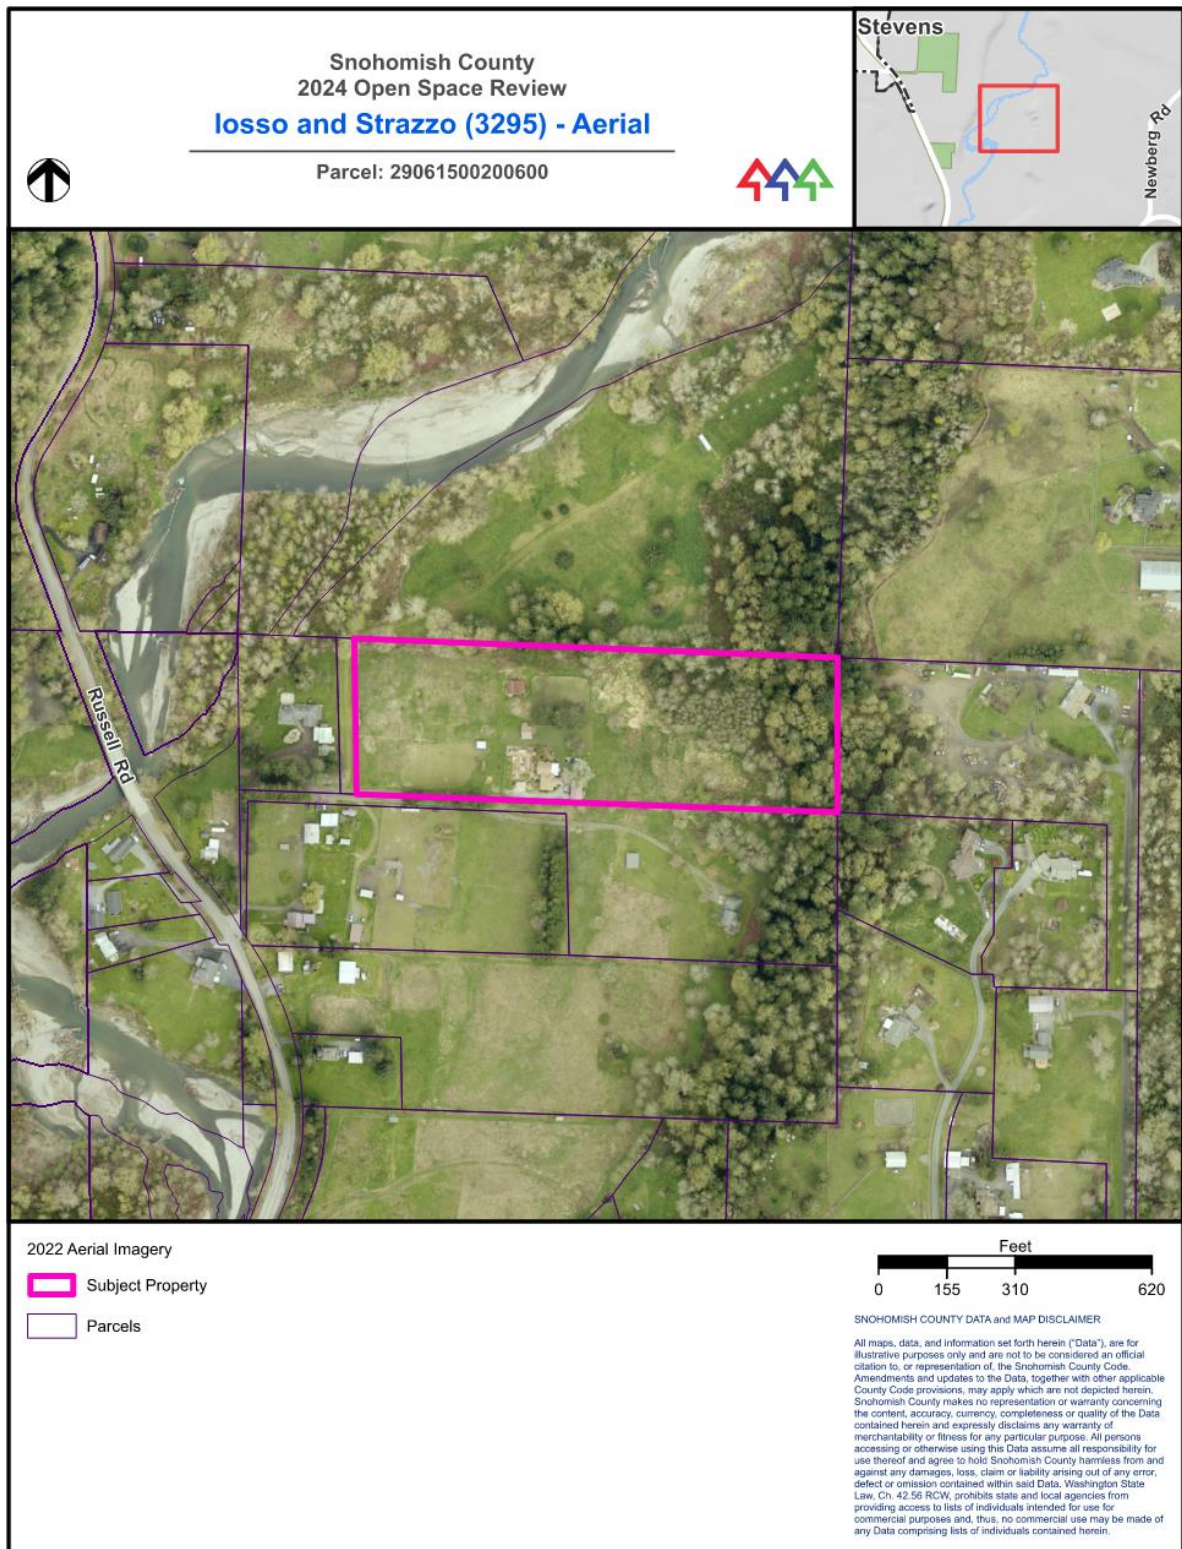 Snohomish County
2024 Open Space Review
Iosso and Strazzo (3295) - Aerial
Parcel: 29061500200600
Stevens
Newberg Rd
Russell Rd
2022 Aerial Imagery
Subject Property
Parcels
Feet
0 155 310 620
SNOHOMISH COUNTY DATA and MAP DISCLAIMER
All maps, data, and information set forth herein ("Data"), are for
illustrative purposes only and are not to be considered an official
citation to, or representation of, the Snohomish County Code.
Amendments and updates to the Data, together with other applicable
County Code provisions, may apply which are not depicted herein.
Snohomish County makes no representation or warranty concerning
the content, accuracy, currency, completeness or quality of the Data
contained herein and expressly disclaims any warranty of
merchantability or fitness for any particular purpose. All persons
accessing or otherwise using this Data assume all responsibility for
use thereof and agree to hold Snohomish County harmless from and
against any damages, loss, claim or liability arising out of any error,
defect or omission contained within said Data. Washington State
Law, Ch. 42.56 RCW, prohibits state and local agencies from
providing access to lists of individuals intended for use for
commercial purposes and, thus, no commercial use may be made of
any Data comprising lists of individuals contained herein.